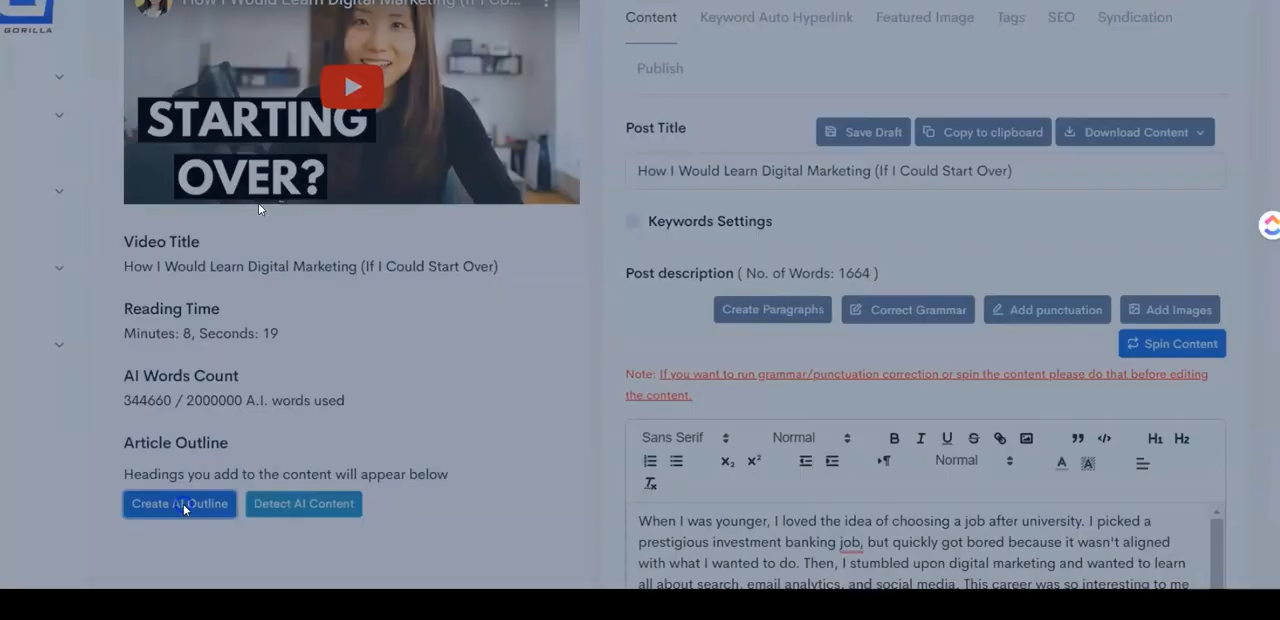 GORILLA
How I Would Learn Digital Marketing (If I Co...
STARTING
OVER?
Video Title
How I Would Learn Digital Marketing (If I Could Start Over)
Reading Time
Minutes: 8, Seconds: 19
AI Words Count
344660 / 2000000 A.I. words used
Article Outline
Headings you add to the content will appear below
Create AI Outline
Detect AI Content
Content
Keyword Auto Hyperlink
Featured Image
Tags
SEO
Syndication
Publish
Post Title
Save Draft
Copy to clipboard
Download Content
How I Would Learn Digital Marketing (If I Could Start Over)
Keywords Settings
Post description ( No. of Words: 1664 )
Create Paragraphs
Correct Grammar
Add punctuation
Add Images
Spin Content
Note: If you want to run grammar/punctuation correction or spin the content please do that before editing
the content.
Sans Serif
Normal
B I U S
H1 H2
X2 X2
Normal
A A
Tx
When I was younger, I loved the idea of choosing a job after university. I picked a
prestigious investment banking job, but quickly got bored because it wasn't aligned
with what I wanted to do. Then, I stumbled upon digital marketing and wanted to learn
all about search, email analytics, and social media. This career was so interesting to me